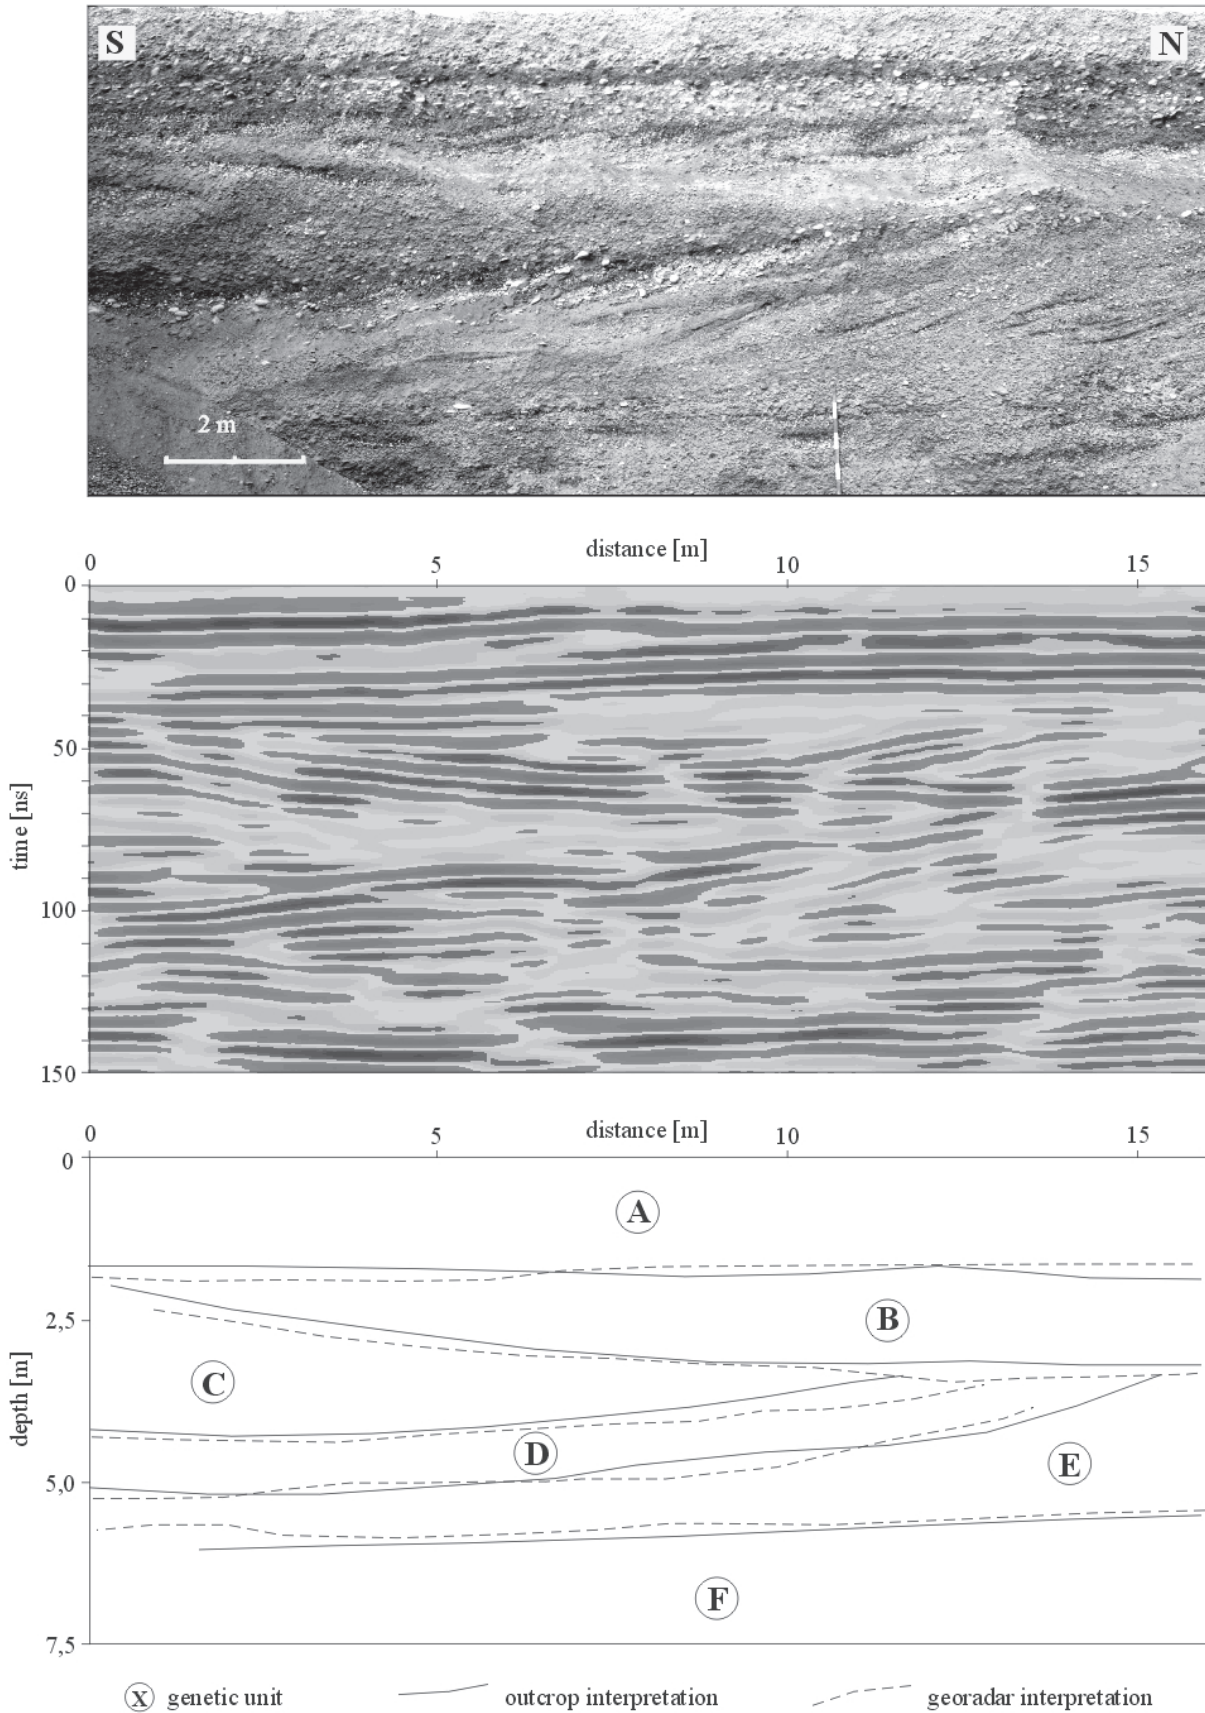 S N
2 m
distance [m]
0 5 10 15
0
50
100
150
time [ns]
distance [m]
0 5 10 15
0
2,5
5,0
7,5
depth [m]
A
B
C
D
E
F
X genetic unit outcrop interpretation georadar interpretation